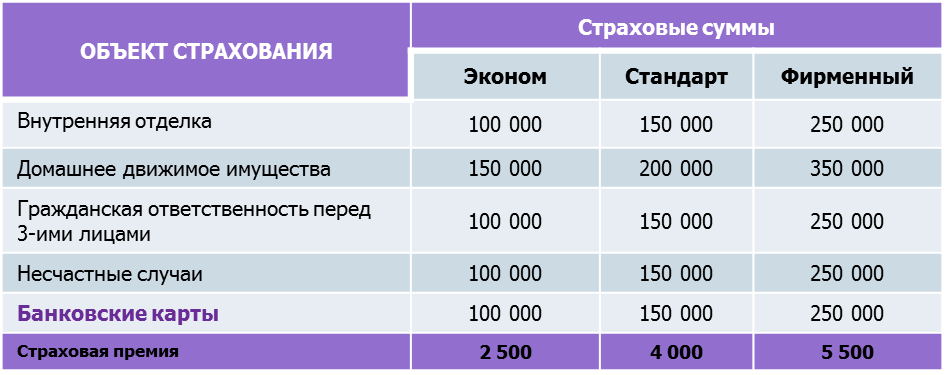 ОБЪЕКТ СТРАХОВАНИЯ
Страховые суммы
Эконом Стандарт Фирменный
Внутренняя отделка 100 000 150 000 250 000
Домашнее движимое имущества 150 000 200 000 350 000
Гражданская ответственность перед
3-ими лицами 100 000 150 000 250 000
Несчастные случаи 100 000 150 000 250 000
Банковские карты 100 000 150 000 250 000
Страховая премия 2 500 4 000 5 500